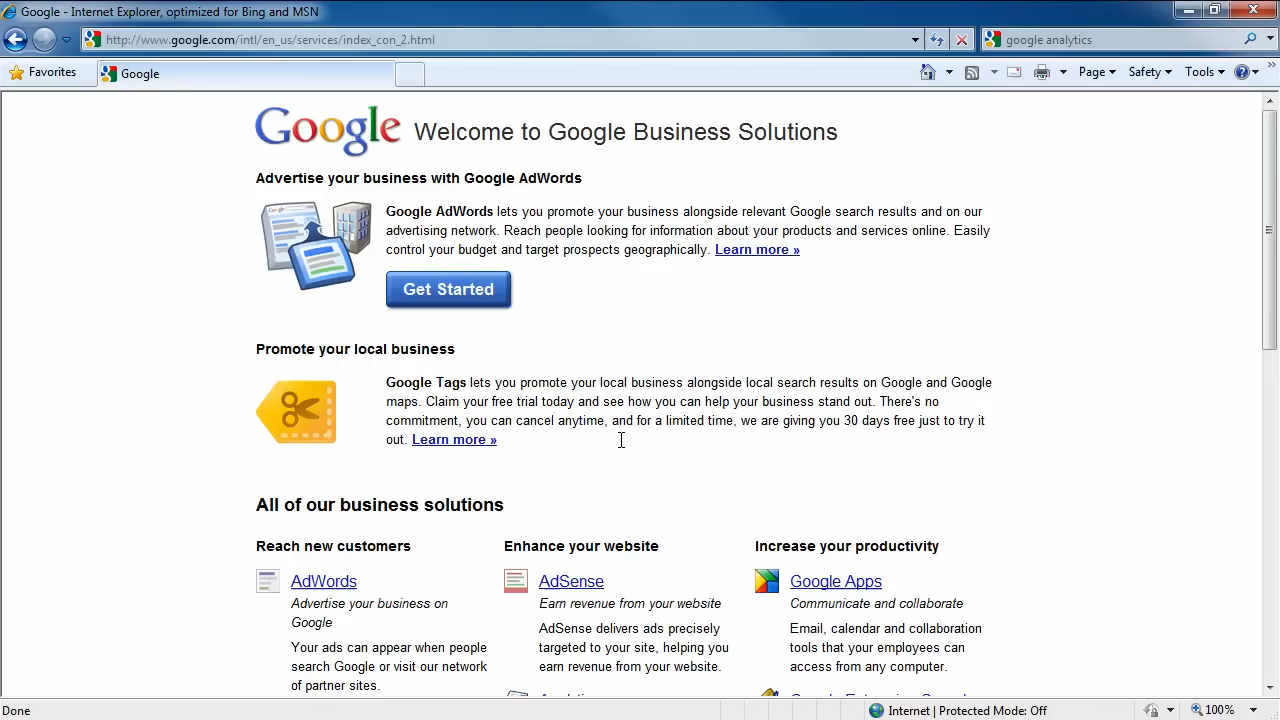 Google - Internet Explorer, optimized for Bing and MSN
http://www.google.com/intl/en_us/services/index_con_2.html
google analytics
Favorites
Google
Page
Safety
Tools
Google
Welcome to Google Business Solutions
Advertise your business with Google AdWords
Google AdWords lets you promote your business alongside relevant Google search results and on our
advertising network. Reach people looking for information about your products and services online. Easily
control your budget and target prospects geographically. Learn more »
Get Started
Promote your local business
Google Tags lets you promote your local business alongside local search results on Google and Google
maps. Claim your free trial today and see how you can help your business stand out. There's no
commitment, you can cancel anytime, and for a limited time, we are giving you 30 days free just to try it
out. Learn more »
All of our business solutions
Reach new customers
AdWords
Advertise your business on
Google
Your ads can appear when people
search Google or visit our network
of partner sites.
Enhance your website
AdSense
Earn revenue from your website
AdSense delivers ads precisely
targeted to your site, helping you
earn revenue from your website.
Increase your productivity
Google Apps
Communicate and collaborate
Email, calendar and collaboration
tools that your employees can
access from any computer.
Done
Internet | Protected Mode: Off
100%